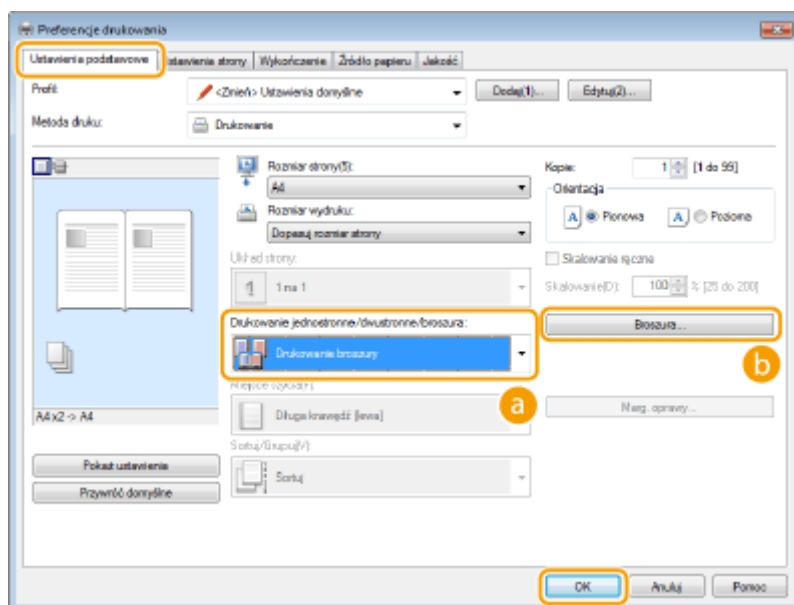 Preferencje drukowania
Ustawienia podstawowe
Ustawienia strony
Wykończenie
Źródło papieru
Jakość
Profil:
<Zmień> Ustawienia domyślne
Dodaj(1)...
Edytuj(2)...
Metoda druku:
Drukowanie
Rozmiar strony(5):
A4
Rozmiar wydruku:
Dopasuj rozmiar strony
Układ strony:
1 na 1
Drukowanie jednostronne/dwustronne/broszura:
Drukowanie broszury
a
Miejsce zszycia(F):
Długa krawędź [lewa]
Sortuj/Grupuj(V):
Sortuj
Kopie:
1 [1 do 99]
Orientacja
A Pionowa
A Pozioma
Skalowanie ręczne
Skalowanie(D):
100 % [25 do 200]
Broszura...
b
Marg. oprawy...
A4x2 -> A4
Pokaż ustawienia
Przywróć domyślne
OK
Anuluj
Pomoc